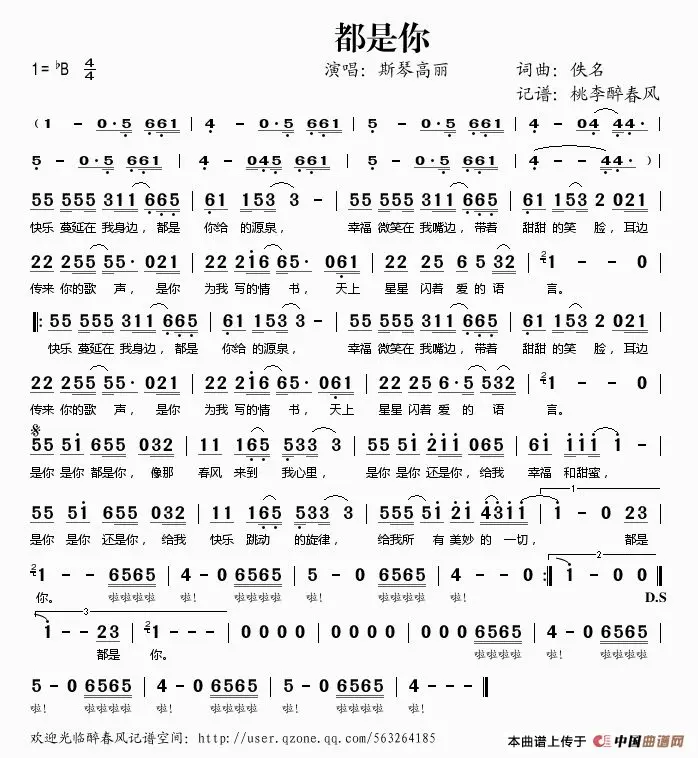 都是你
1= ♭B 4/4 演唱：斯琴高丽 词曲：佚名
记谱：桃李醉春风
（1 - 0·5 661 | 4 - 0·5 661 | 5 - 0·5 661 | 4 - 04 44· |
5 - 0·5 661 | 4 - 045 661 | 5 - 0·5 661 | 4 - - 44· ）|
55 555 311 665 | 61 153 3 - | 55 555 311 665 | 61 153 2 021 |
快乐 蔓延在 我身边，都是 你给 的源泉， 幸福 微笑在 我嘴边，带着 甜甜 的笑 脸，耳边
22 255 55· 021 | 22 216 65· 061 | 22 25 6 5 32 | 2 1 - - 0
传来 你的歌 声，是你 为我 写的情 书，天上 星星 闪着 爱 的 语 言。
‖: 55 555 311 665 | 61 153 3 - | 55 555 311 665 | 61 153 2 021 |
快乐 蔓延在 我身边，都是 你给 的源泉， 幸福 微笑在 我嘴边，带着 甜甜 的笑 脸，耳边
22 255 55· 021 | 22 216 65· 061 | 22 25 6·5 532 | 2 1 - - 0 |
传来 你的歌 声，是你 为我 写的情 书，天上 星星 闪着 爱 的 语 言。
𝄋
55 51 655 032 | 11 165 533 3 | 55 51 211 065 | 61 111 1 - |
是你 是你 都是你，像那 春风 来到 我心里， 是你 是你 还是你，给我 幸福 和甜蜜，
55 55 655 032 | 11 165 533 3 | 555 51 21 4311 | 1 - 0 23 |
1
是你 是你 还是你，给我 快乐 跳动 的旋律， 给我所 有 美妙 的 一切， 都是
2 1 - - 6565 | 4 - 0 6565 | 5 - 0 6565 | 4 - - 0 :‖ 1 - 0 0 ‖
2
你。 啦啦啦啦 啦！ 啦啦啦啦 啦！ 啦啦啦啦 啦！ D.S
3
1 - - 23 | 2 1 - - - | 0 0 0 0 | 0 0 0 0 | 0 0 0 6565 | 4 - 0 6565 |
都是 你。 啦啦啦啦 啦！ 啦啦啦啦
5 - 0 6565 | 4 - 0 6565 | 5 - 0 6565 | 4 - - - ‖
啦！ 啦啦啦啦 啦！ 啦啦啦啦 啦！ 啦啦啦啦 啦！
欢迎光临醉春风记谱空间：http://user.qzone.qq.com/563264185
本曲谱上传于 中国曲谱网